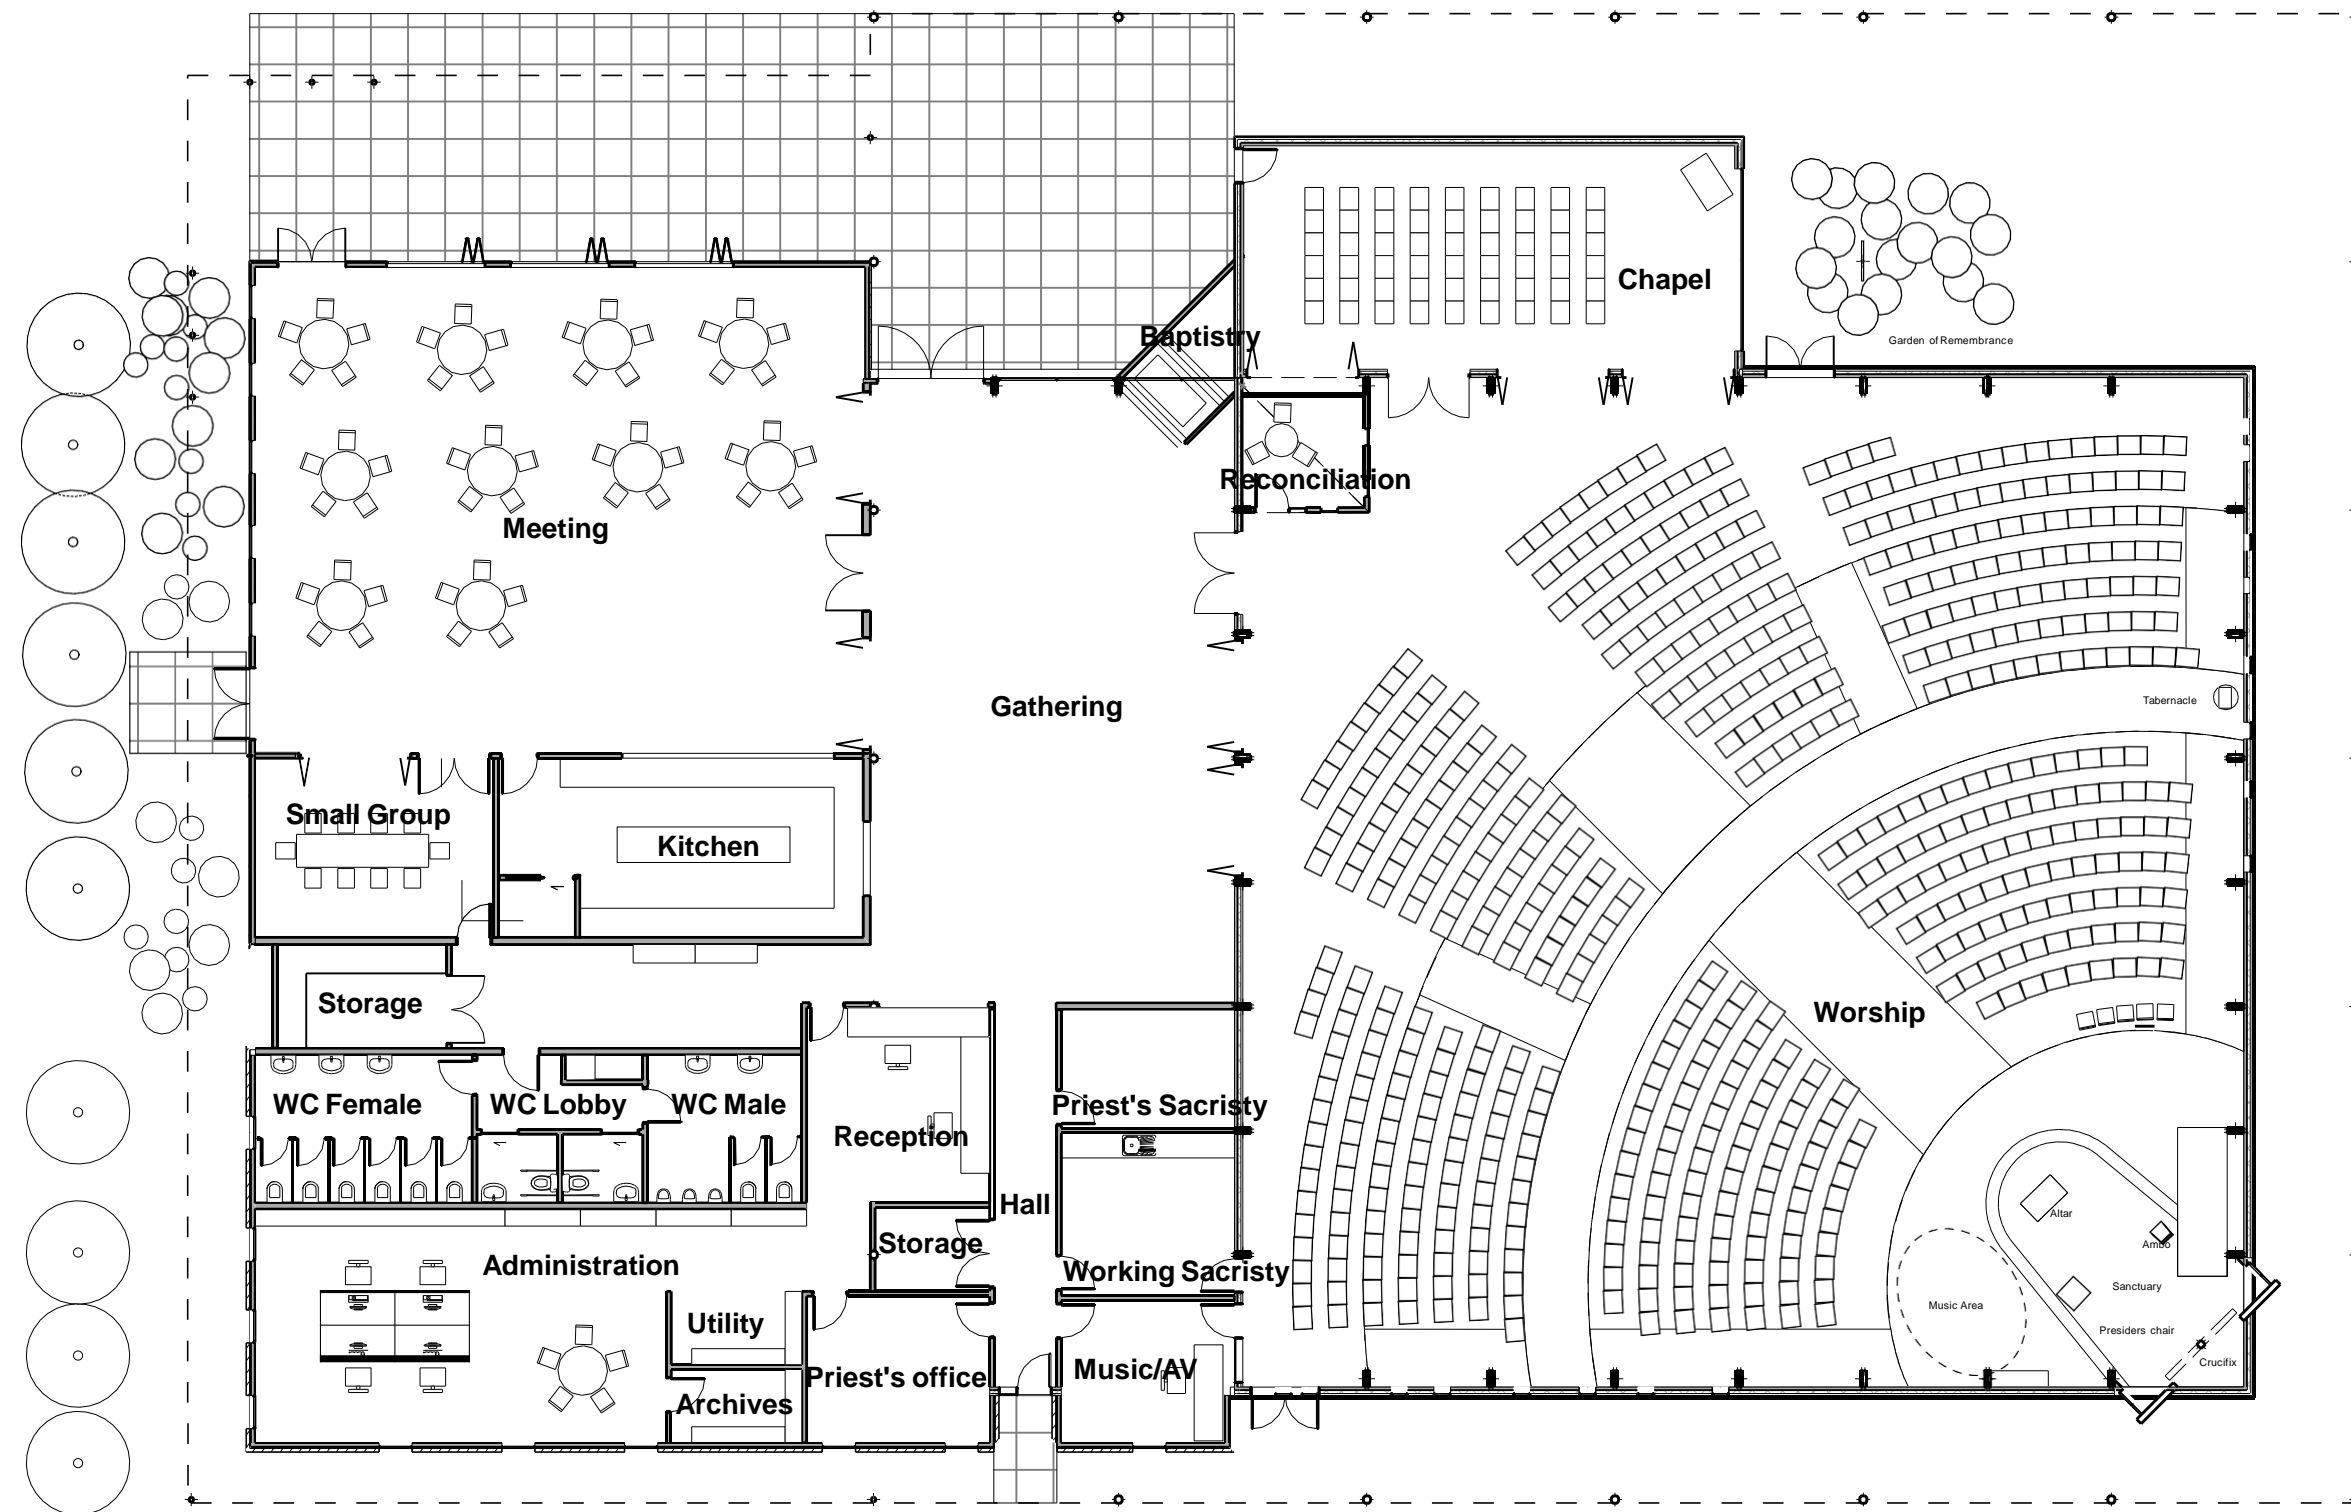 Chapel
Baptistry
Garden of Remembrance
Reconciliation
Meeting
Tabernacle
Gathering
Small Group
Kitchen
Storage
Worship
WC Female
WC Lobby
WC Male
Priest's Sacristy
Reception
Hall
Altar
Storage
Ambo
Administration
Working Sacristy
Sanctuary
Music Area
Utility
Presiders chair
Crucifix
Priest's office
Music/AV
Archives